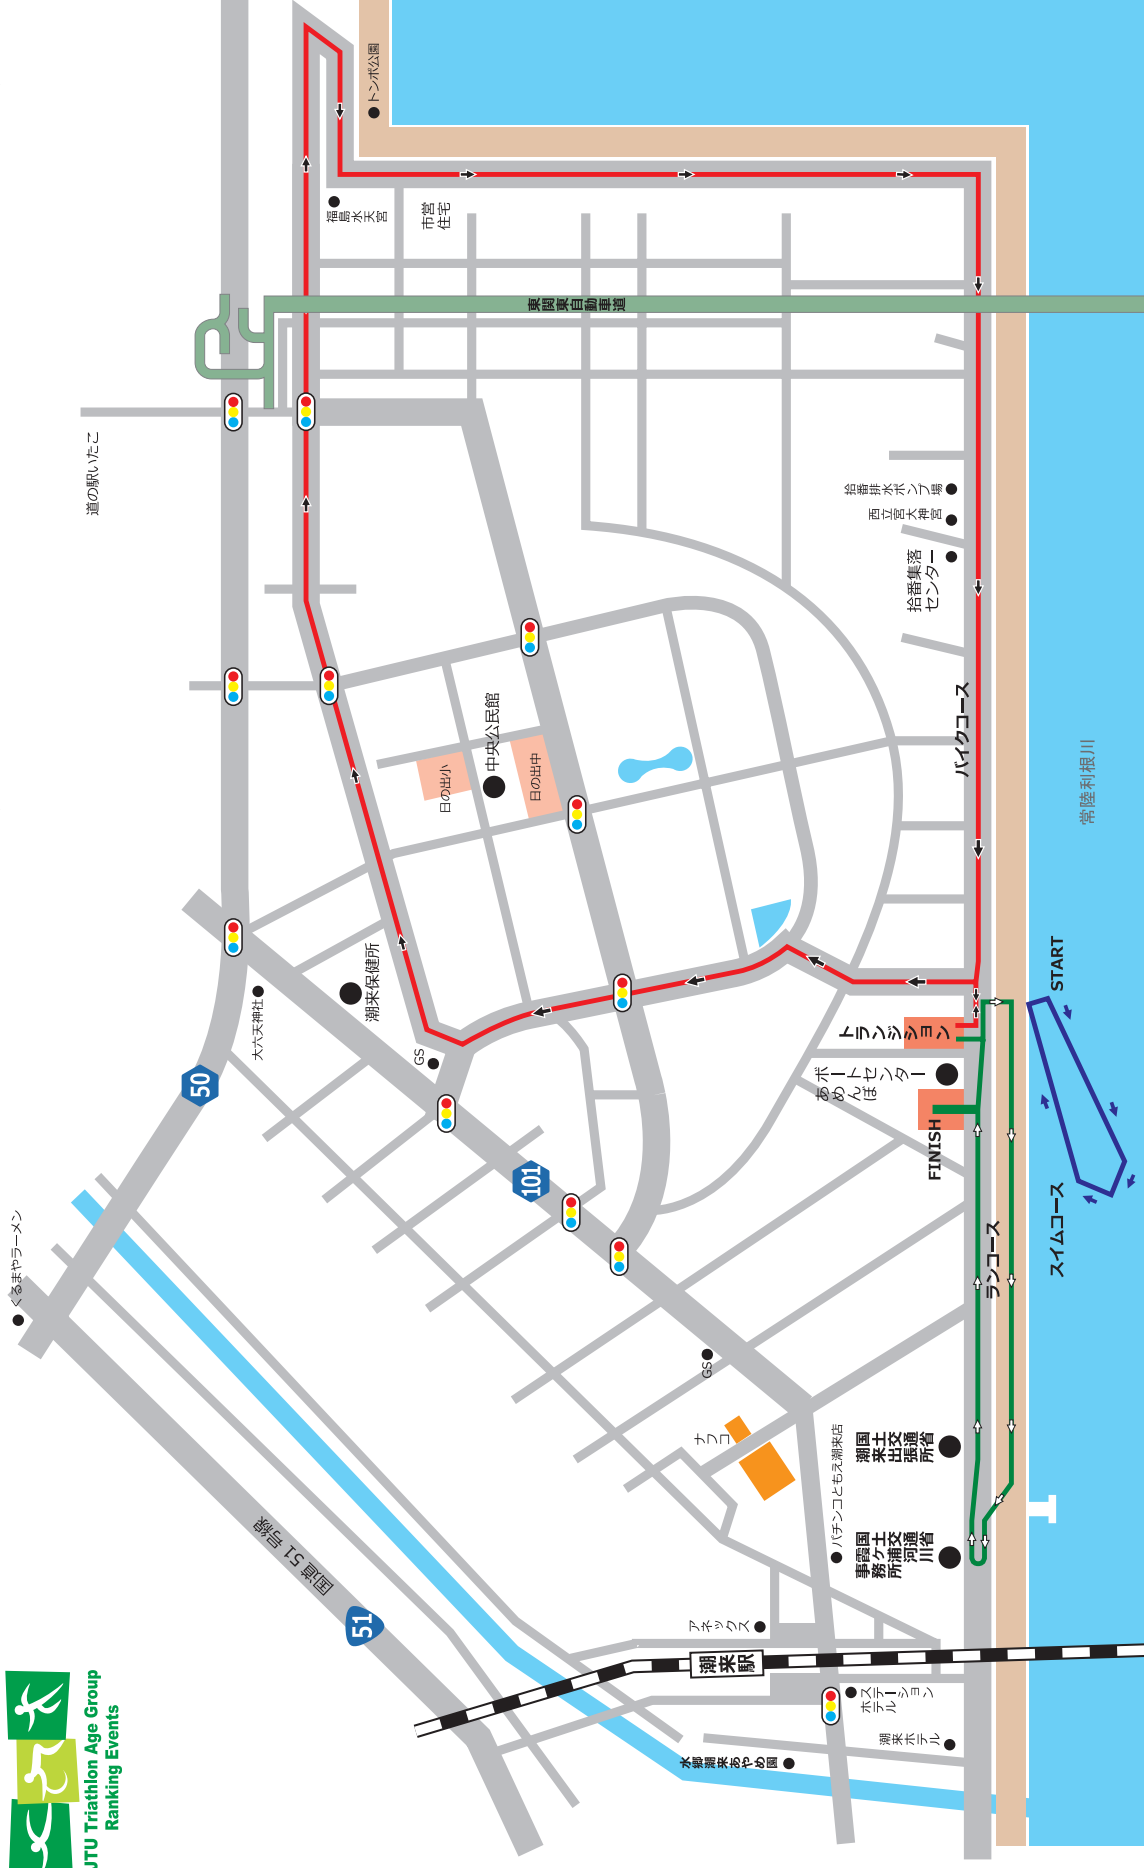 トンボ公園
福島水天宮
市営
住宅
東関東自動車道
道の駅いたこ
拾番排水ポンプ場
西立宮大神宮
拾番集落
センター
バイクコース
常陸利根川
中央公民館
日の出小
日の出中
潮来保健所
大六天神社
GS
50
101
トランジション
ボートセンター
あめんぼ
FINISH
START
スイムコース
ランコース
くるまやラーメン
GS
ナフコ
パチンコともえ潮来店
国土交通省
潮来出張所
国土交通省
霞ケ浦河川
事務所
国道51号線
51
アネックス
潮来駅
ステーション
ホテル
潮来ホテル
水郷潮来あやめ園
JTU Triathlon Age Group
Ranking Events